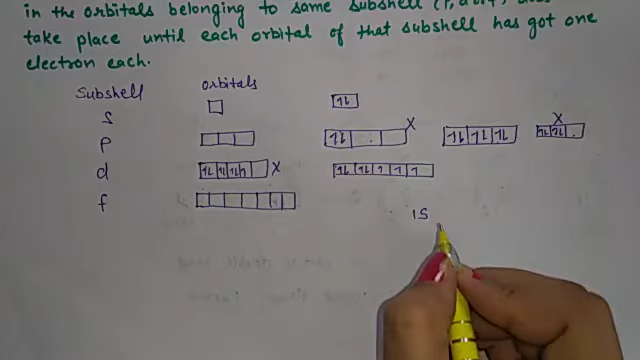 in the orbitals belonging to same subshell
take place until each orbital of that subshell has got one
electron each.
Subshell orbitals
s
p X
X
d X
f
1S